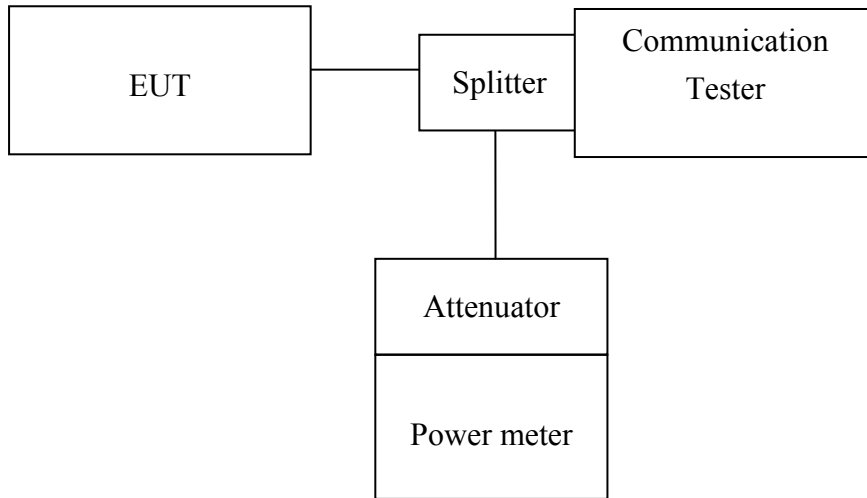 EUT
Splitter
Communication
Tester
Attenuator
Power meter